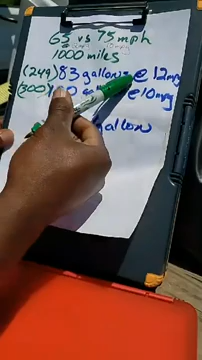 65 vs 75 mph
1000 miles
(249) 83 gallons @ 12mpg
(300) @ 10mpg
gallon